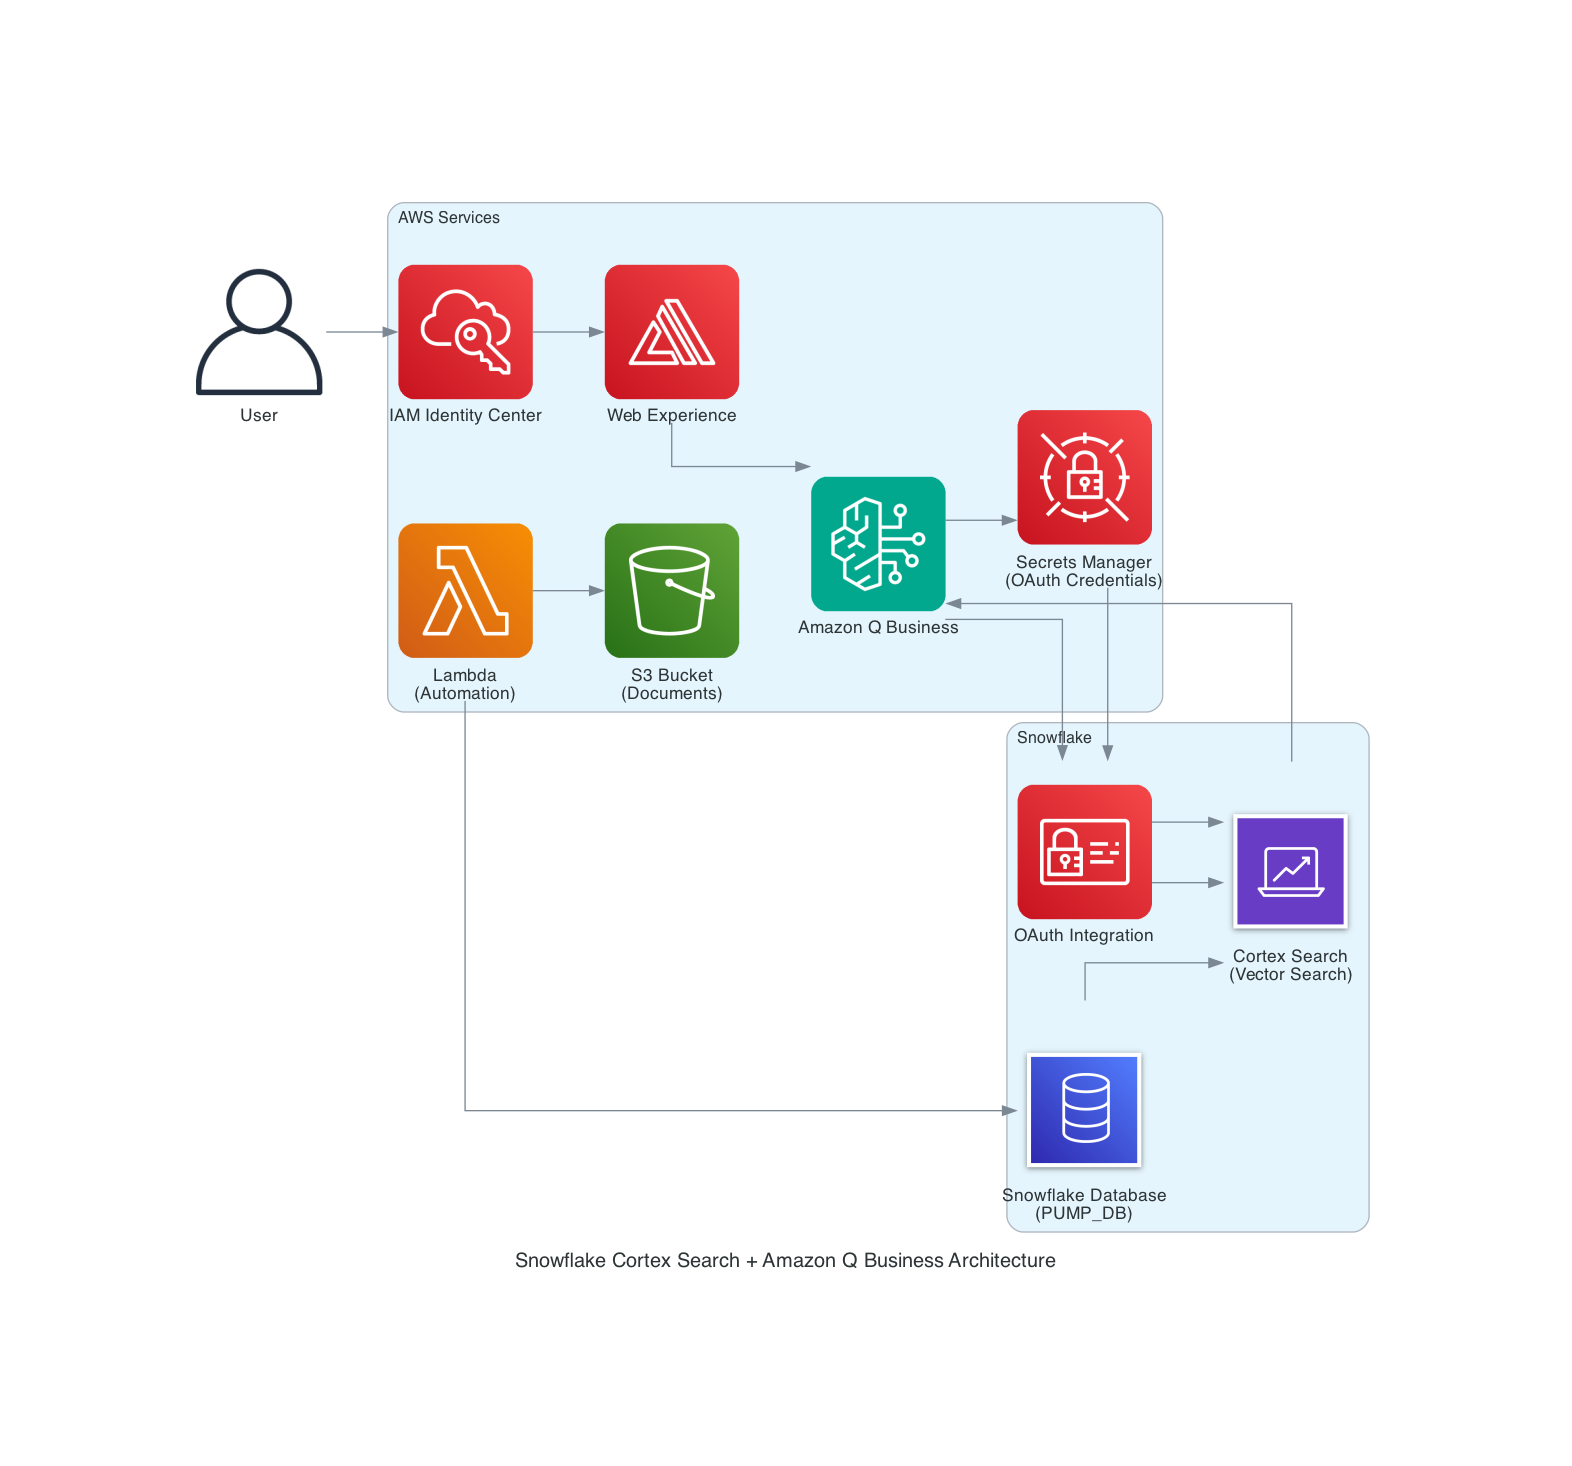 AWS Services
User
IAM Identity Center
Web Experience
Secrets Manager
(OAuth Credentials)
Amazon Q Business
Lambda
(Automation)
S3 Bucket
(Documents)
Snowflake
OAuth Integration
Cortex Search
(Vector Search)
Snowflake Database
(PUMP_DB)
Snowflake Cortex Search + Amazon Q Business Architecture